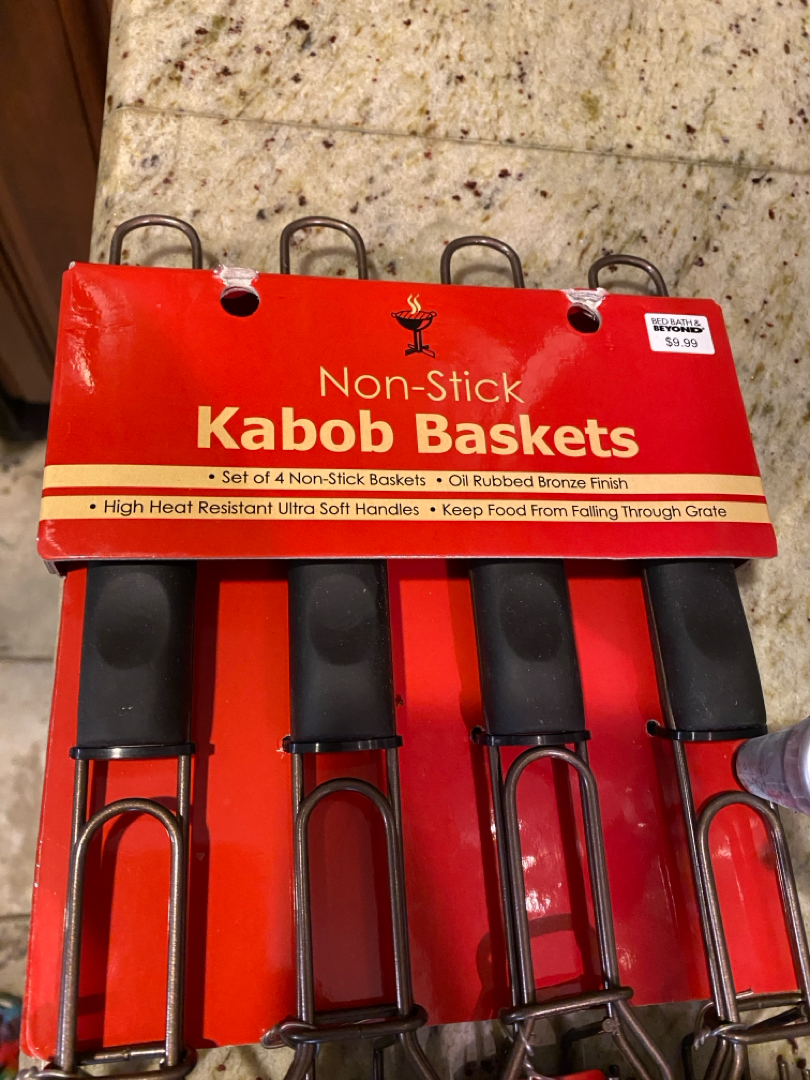 BED BATH &
BEYOND
$9.99
Non-Stick
Kabob Baskets
• Set of 4 Non-Stick Baskets • Oil Rubbed Bronze Finish
• High Heat Resistant Ultra Soft Handles • Keep Food From Falling Through Grate